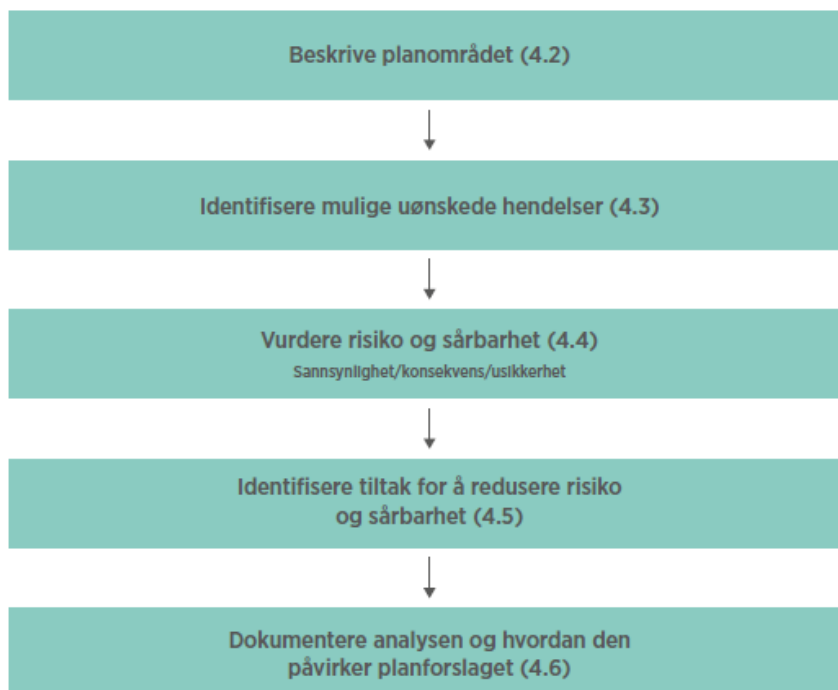 Beskrive planområdet (4.2)
Identifisere mulige uønskede hendelser (4.3)
Vurdere risiko og sårbarhet (4.4)
Sannsynlighet/konsekvens/usikkerhet
Identifisere tiltak for å redusere risiko
og sårbarhet (4.5)
Dokumentere analysen og hvordan den
påvirker planforslaget (4.6)